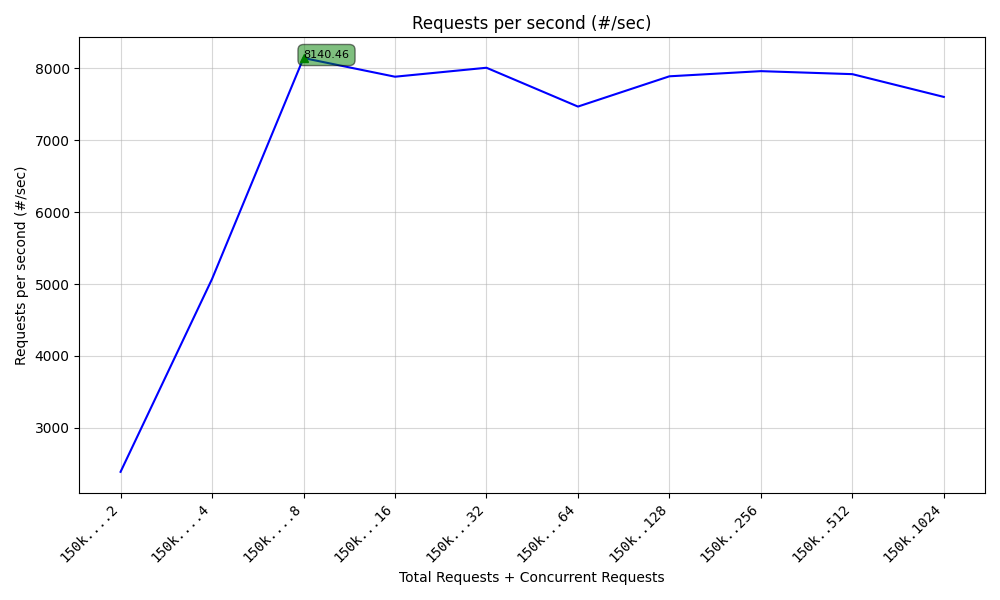 Requests per second (#/sec)
8140.46
8000
7000
6000
5000
4000
3000
Requests per second (#/sec)
150k....2
150k....4
150k....8
150k...16
150k...32
150k...64
150k..128
150k..256
150k..512
150k.1024
Total Requests + Concurrent Requests